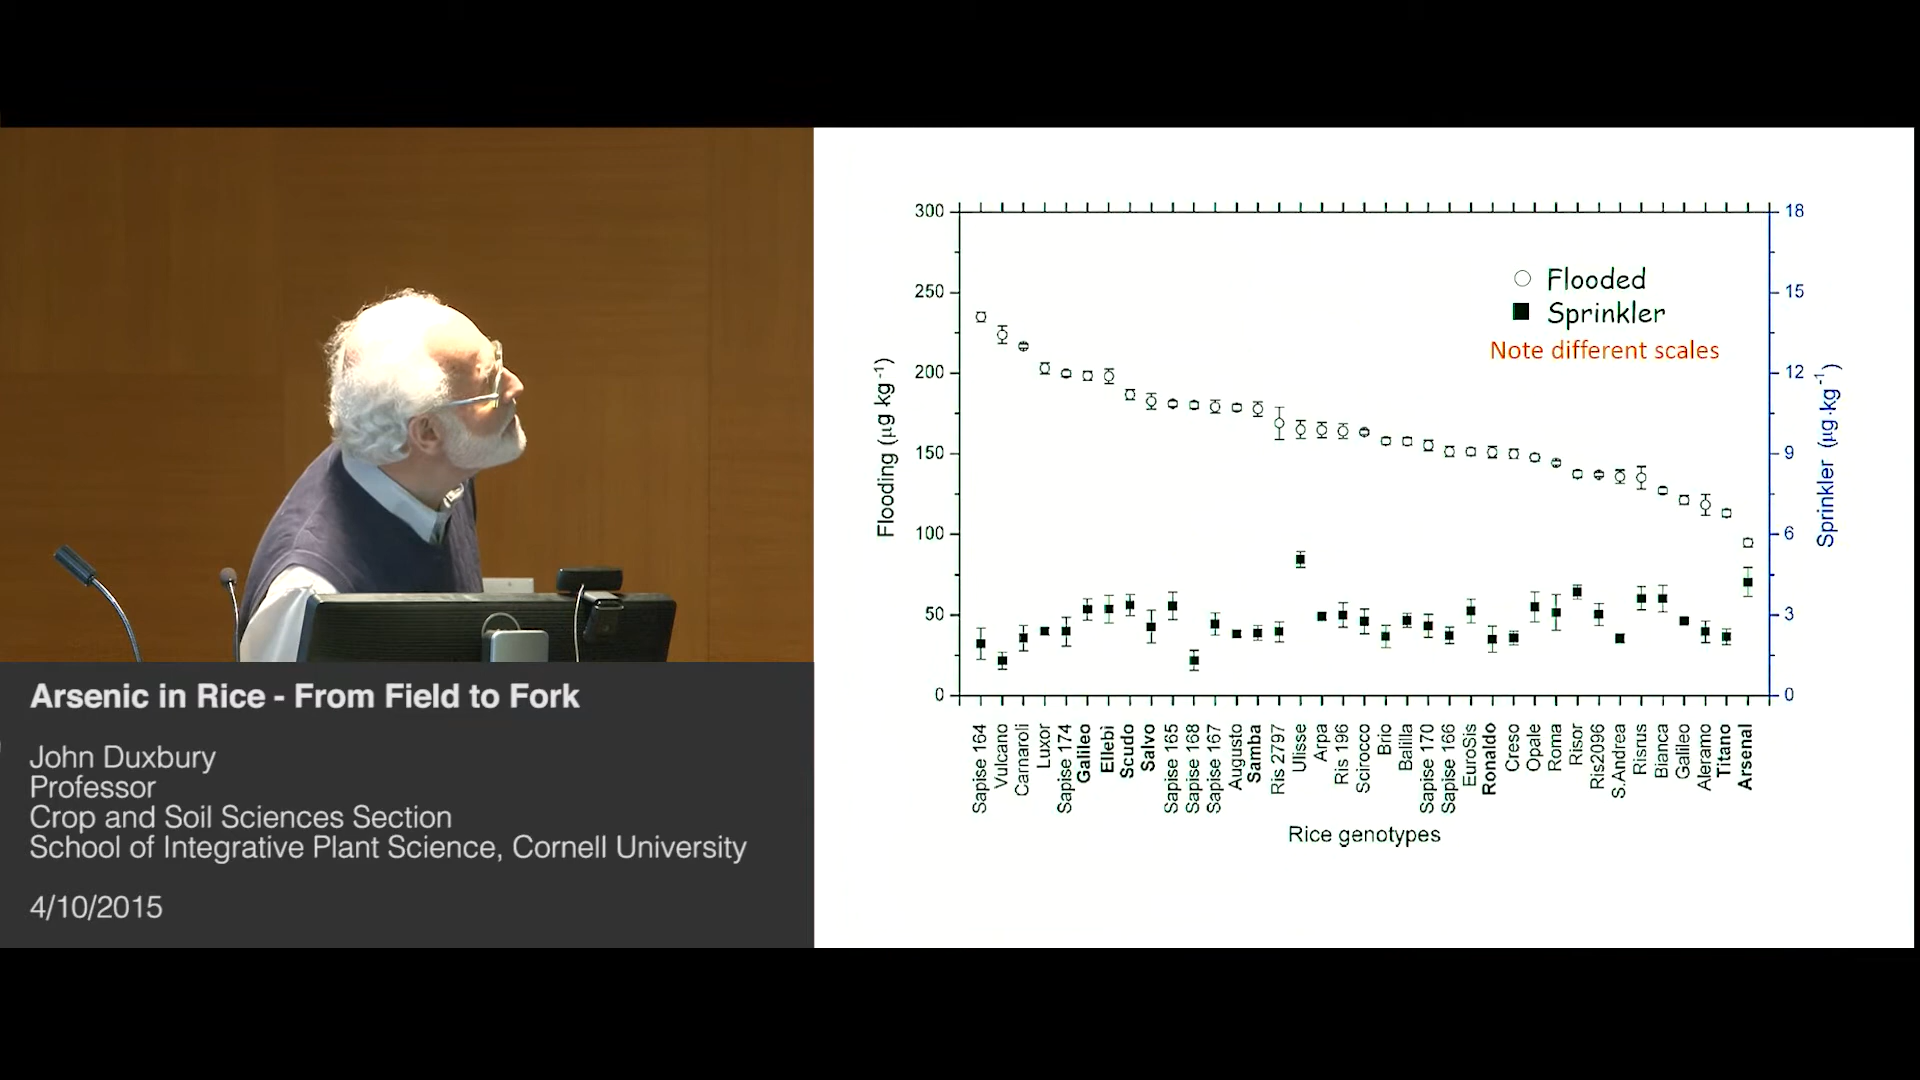 Arsenic in Rice - From Field to Fork
John Duxbury
Professor
Crop and Soil Sciences Section
School of Integrative Plant Science, Cornell University
4/10/2015
Flooded
Sprinkler
Note different scales
Flooding (µg kg⁻¹)
300
250
200
150
100
50
0
18
15
12
9
6
3
0
Sprinkler (µg·kg⁻¹)
Sapise 164
Vulcano
Carnaroli
Luxor
Sapise 174
Galileo
Ellebi
Scudo
Salvo
Sapise 165
Sapise 168
Sapise 167
Augusto
Samba
Ris 2797
Ulisse
Arpa
Ris 196
Scirocco
Brio
Balilla
Sapise 170
Sapise 166
EuroSis
Ronaldo
Creso
Opale
Roma
Risor
Ris2096
S.Andrea
Risrus
Bianca
Galileo
Aleramo
Titano
Arsenal
Rice genotypes